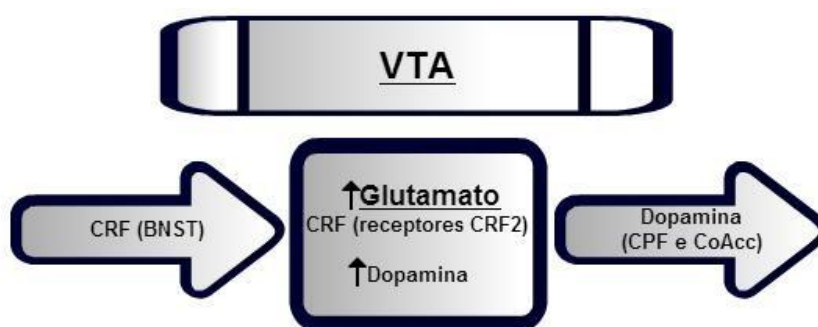 VTA
CRF (BNST)
↑Glutamato
CRF (receptores CRF2)
↑Dopamina
Dopamina
(CPF e CoAcc)